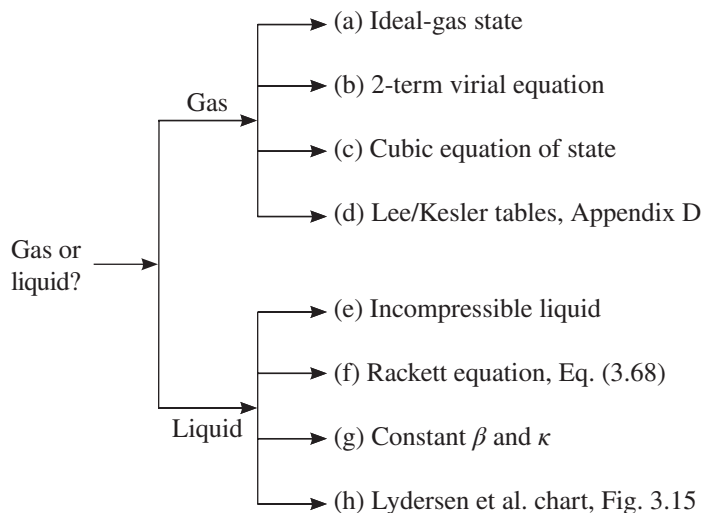 (a) Ideal-gas state
(b) 2-term virial equation
Gas
(c) Cubic equation of state
(d) Lee/Kesler tables, Appendix D
Gas or
liquid?
(e) Incompressible liquid
(f) Rackett equation, Eq. (3.68)
Liquid
(g) Constant β and κ
(h) Lydersen et al. chart, Fig. 3.15